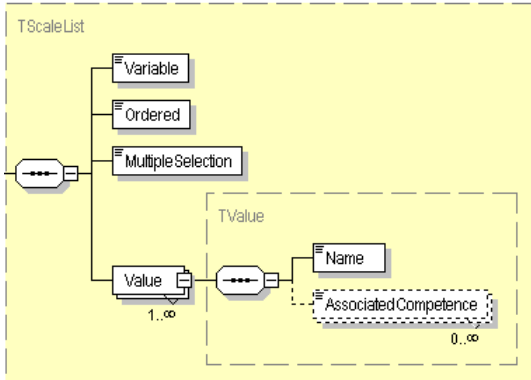 TScaleList
Variable
Ordered
MultipleSelection
TValue
Value
1..∞
Name
AssociatedCompetence
0..∞